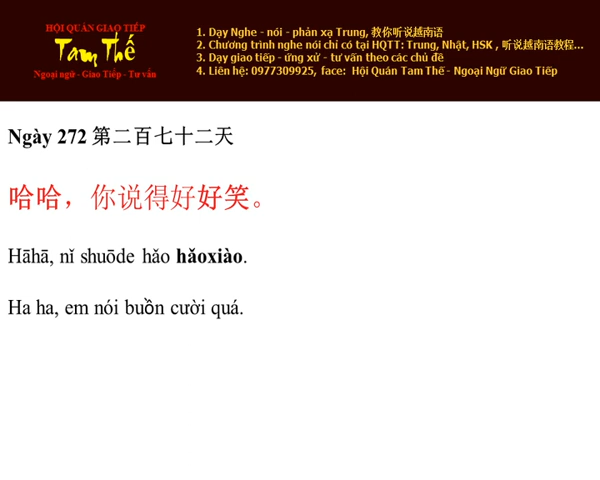 HỘI QUÁN GIAO TIẾP
Tam Thế
Ngoại ngữ - Giao Tiếp - Tư vấn
1. Dạy Nghe - nói - phản xạ Trung, 教你听说越南语
2. Chương trình nghe nói chỉ có tại HQTT: Trung, Nhật, HSK , 听说越南语教程...
3. Dạy giao tiếp - ứng xử - tư vấn theo các chủ đề
4. Liên hệ: 0977309925, face: Hội Quán Tam Thế - Ngoại Ngữ Giao Tiếp
Ngày 272 第二百七十二天
哈哈，你说得好好笑。
Hāhā, nǐ shuōde hǎo hǎoxiào.
Ha ha, em nói buồn cười quá.